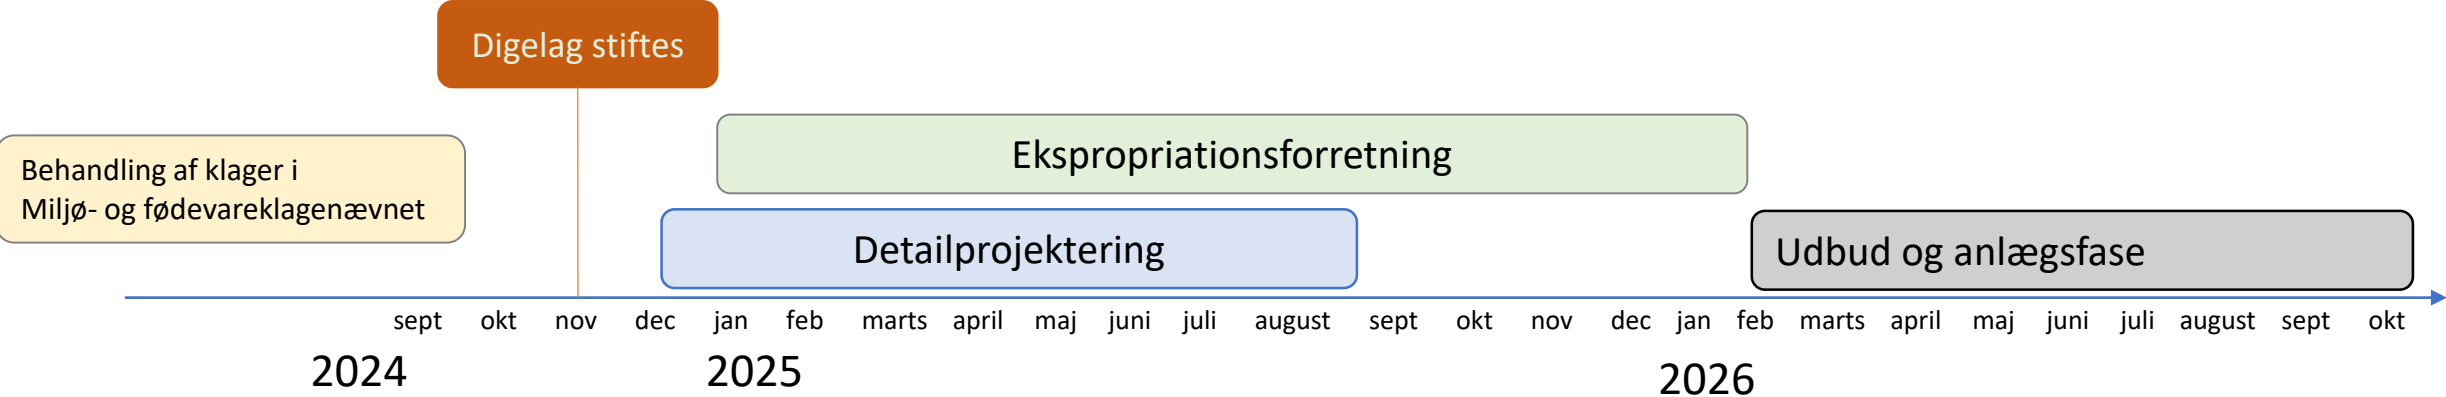 Digelag stiftes
Behandling af klager i
Miljø- og fødevareklagenævnet
Ekspropriationsforretning
Detailprojektering
Udbud og anlægsfase
sept okt nov dec jan feb marts april maj juni juli august sept okt nov dec jan feb marts april maj juni juli august sept okt
2024 2025 2026